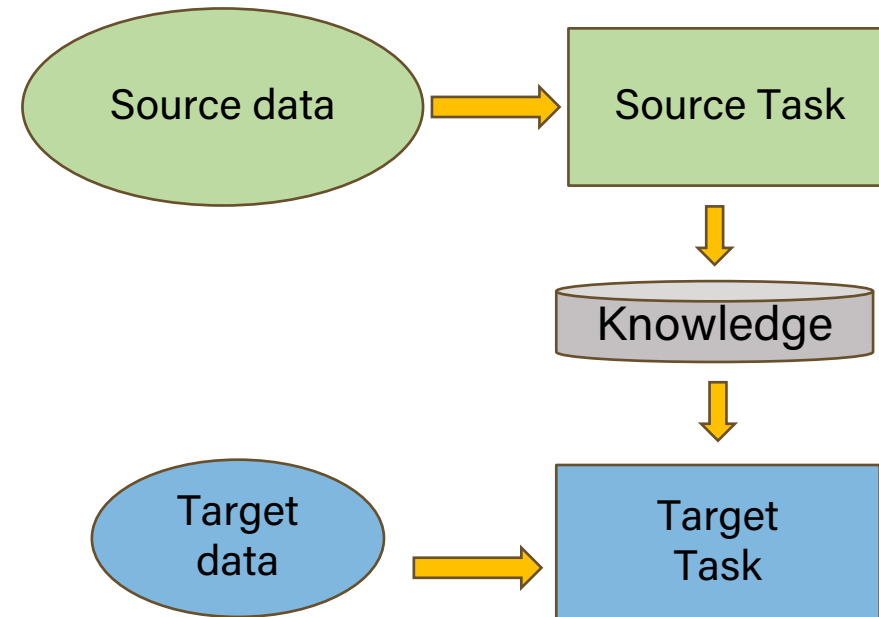 Source data
Source Task
Knowledge
Target
data
Target
Task